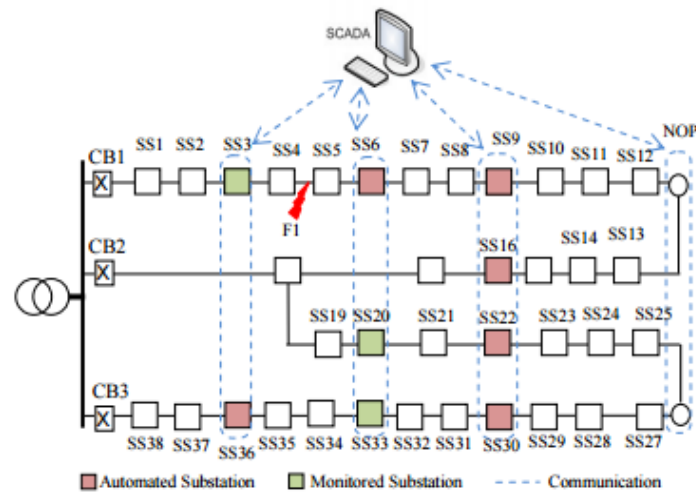 SCADA
NOP
CB1
SS1
SS2
SS3
SS4
SS5
SS6
SS7
SS8
SS9
SS10
SS11
SS12
F1
CB2
SS16
SS14
SS13
SS19
SS20
SS21
SS22
SS23
SS24
SS25
CB3
SS38
SS37
SS36
SS35
SS34
SS33
SS32
SS31
SS30
SS29
SS28
SS27
Automated Substation
Monitored Substation
Communication